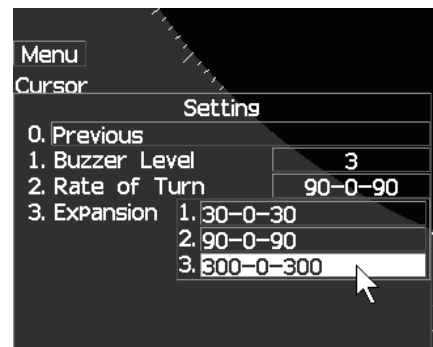 Menu
Cursor
Setting
0. Previous
1. Buzzer Level 3
2. Rate of Turn 90-0-90
3. Expansion 1. 30-0-30
2. 90-0-90
3. 300-0-300